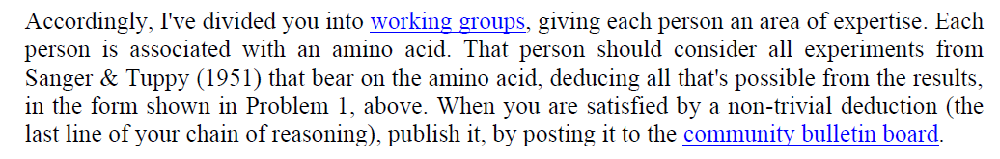 Accordingly, I've divided you into working groups, giving each person an area of expertise. Each
person is associated with an amino acid. That person should consider all experiments from
Sanger & Tuppy (1951) that bear on the amino acid, deducing all that's possible from the results,
in the form shown in Problem 1, above. When you are satisfied by a non-trivial deduction (the
last line of your chain of reasoning), publish it, by posting it to the community bulletin board.